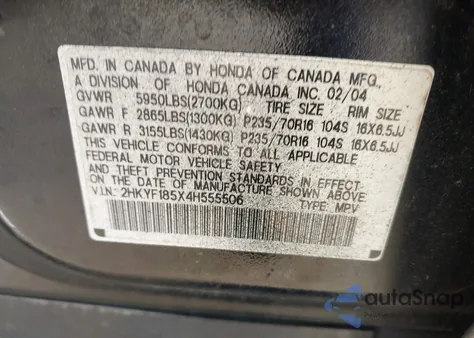 MFD. IN CANADA BY HONDA OF CANADA MFG.,
A DIVISION OF HONDA CANADA INC. 02/04
GVWR 5950LBS(2700KG) TIRE SIZE RIM SIZE
GAWR F 2865LBS(1300KG) P235/70R16 104S 16X6.5JJ
GAWR R 3155LBS(1430KG) P235/70R16 104S 16X6.5JJ
THIS VEHICLE CONFORMS TO ALL APPLICABLE
FEDERAL MOTOR VEHICLE SAFETY
AND THEFT PREVENTION STANDARDS IN EFFECT
ON THE DATE OF MANUFACTURE SHOWN ABOVE.
V.I.N.: 2HKYF185X4H555506 TYPE: MPV
autoSnap